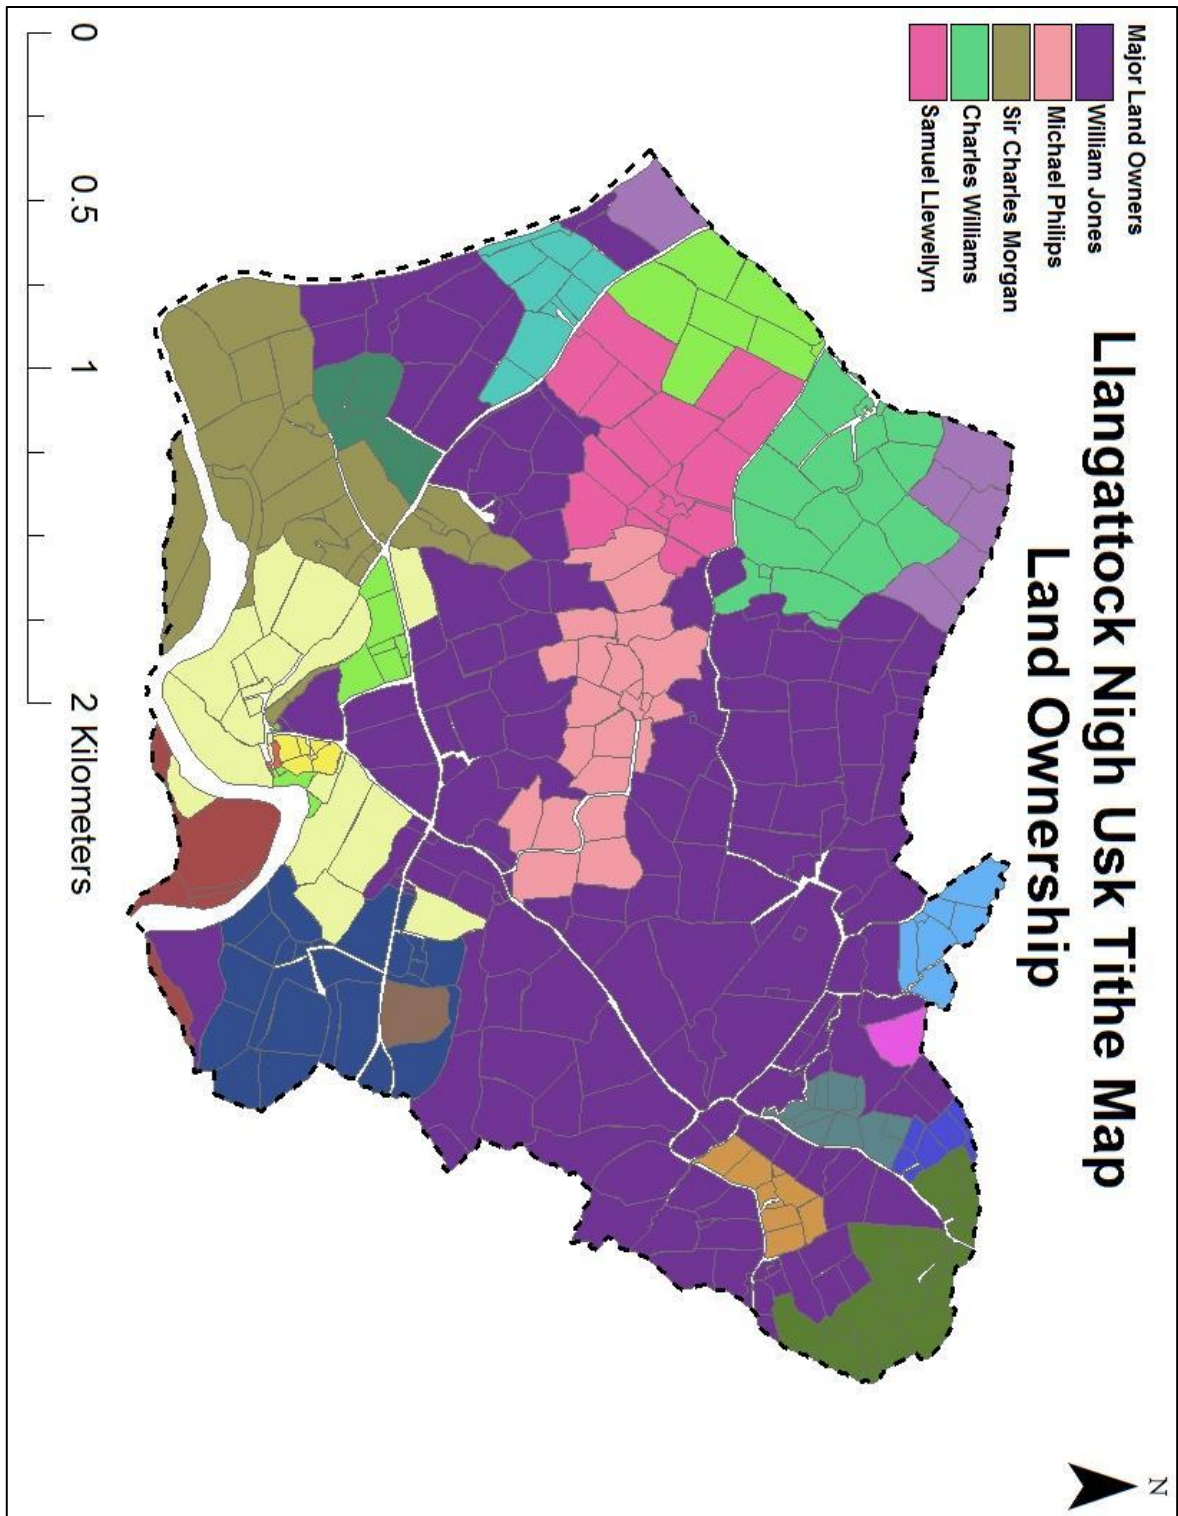 Llangattock Nigh Usk Tithe Map
Land Ownership
N
Major Land Owners
William Jones
Michael Philips
Sir Charles Morgan
Charles Williams
Samuel Llewellyn
0 0.5 1 2 Kilometers